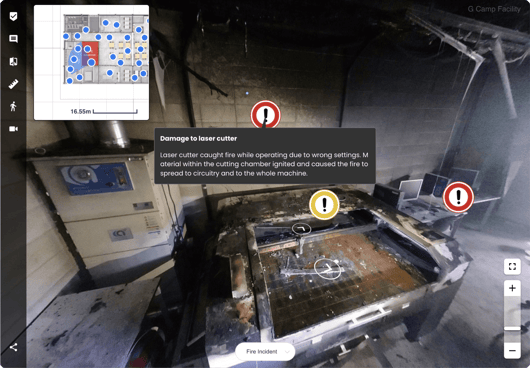 G Camp Facility
16.55m
Damage to laser cutter
Laser cutter caught fire while operating due to wrong settings. M
aterial within the cutting chamber ignited and caused the fire to
spread to circuitry and to the whole machine.
Fire Incident